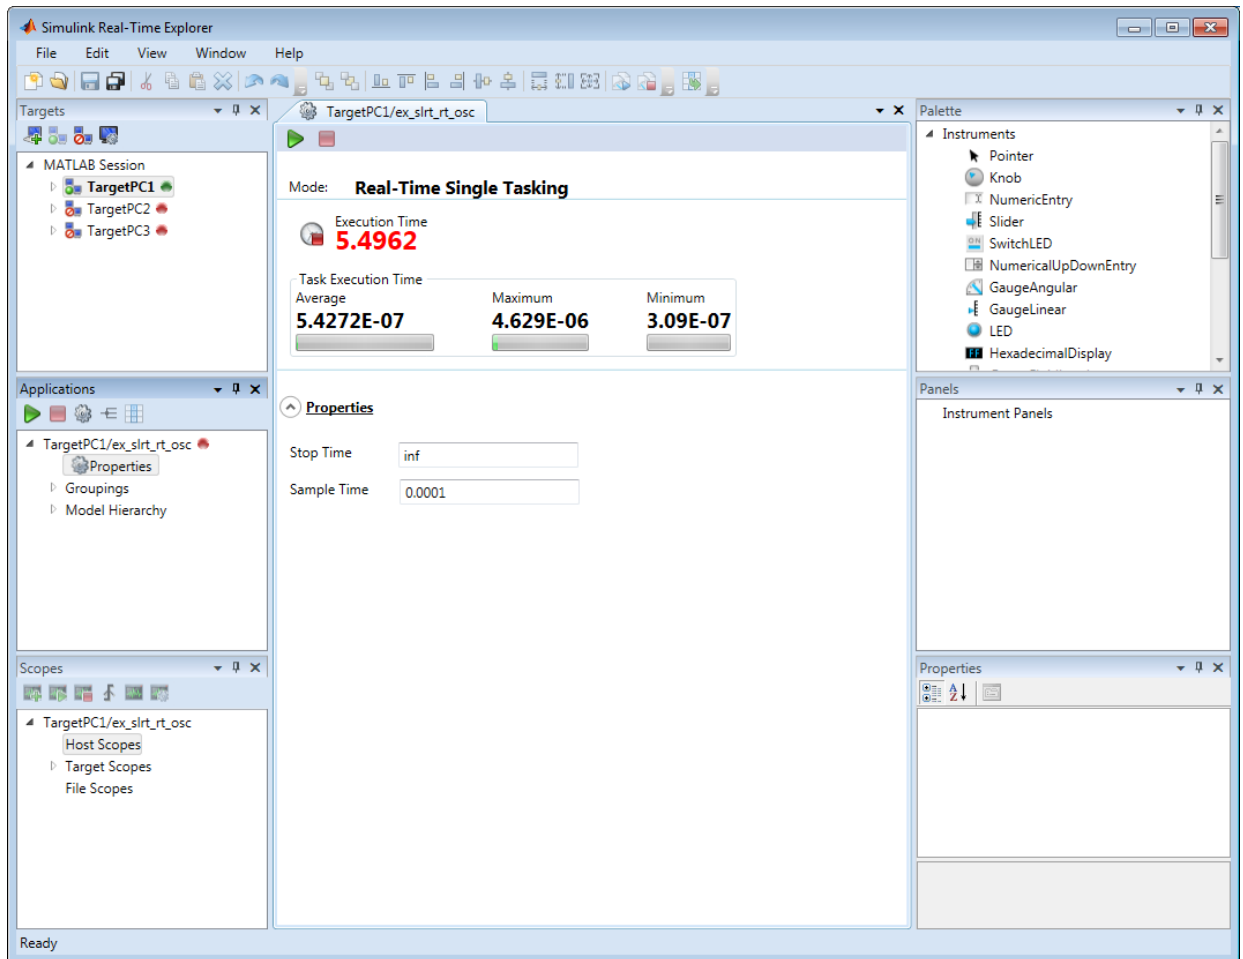 Simulink Real-Time Explorer
File Edit View Window Help
Targets
MATLAB Session
TargetPC1
TargetPC2
TargetPC3
Applications
TargetPC1/ex_slrt_rt_osc
Properties
Groupings
Model Hierarchy
Scopes
TargetPC1/ex_slrt_rt_osc
Host Scopes
Target Scopes
File Scopes
TargetPC1/ex_slrt_rt_osc
Mode: Real-Time Single Tasking
Execution Time
5.4962
Task Execution Time
Average Maximum Minimum
5.4272E-07 4.629E-06 3.09E-07
Properties
Stop Time inf
Sample Time 0.0001
Palette
Instruments
Pointer
Knob
NumericEntry
Slider
SwitchLED
NumericalUpDownEntry
GaugeAngular
GaugeLinear
LED
HexadecimalDisplay
Panels
Instrument Panels
Properties
Ready